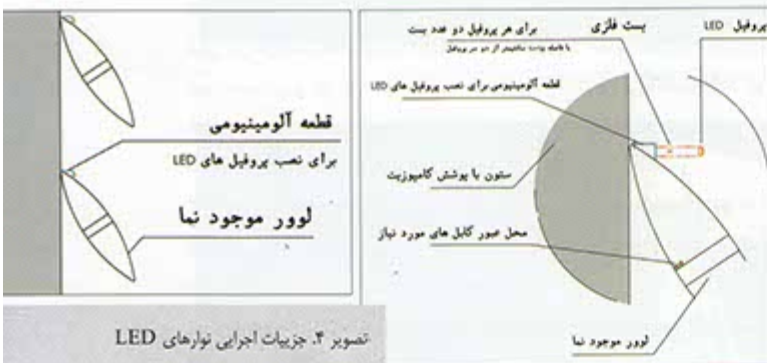 قطعه آلومینیومی
برای نصب پروفیل های LED
لوور موجود نما
پروفیل LED
بست فلزی
برای هر پروفیل دو عدد بست
قطعه آلومینیومی برای نصب پروفیل های LED
ستون با پوشش کامپوزیت
محل عبور کابل های مورد نیاز
لوور موجود نما
تصویر ۴. جزییات اجرایی نوارهای LED